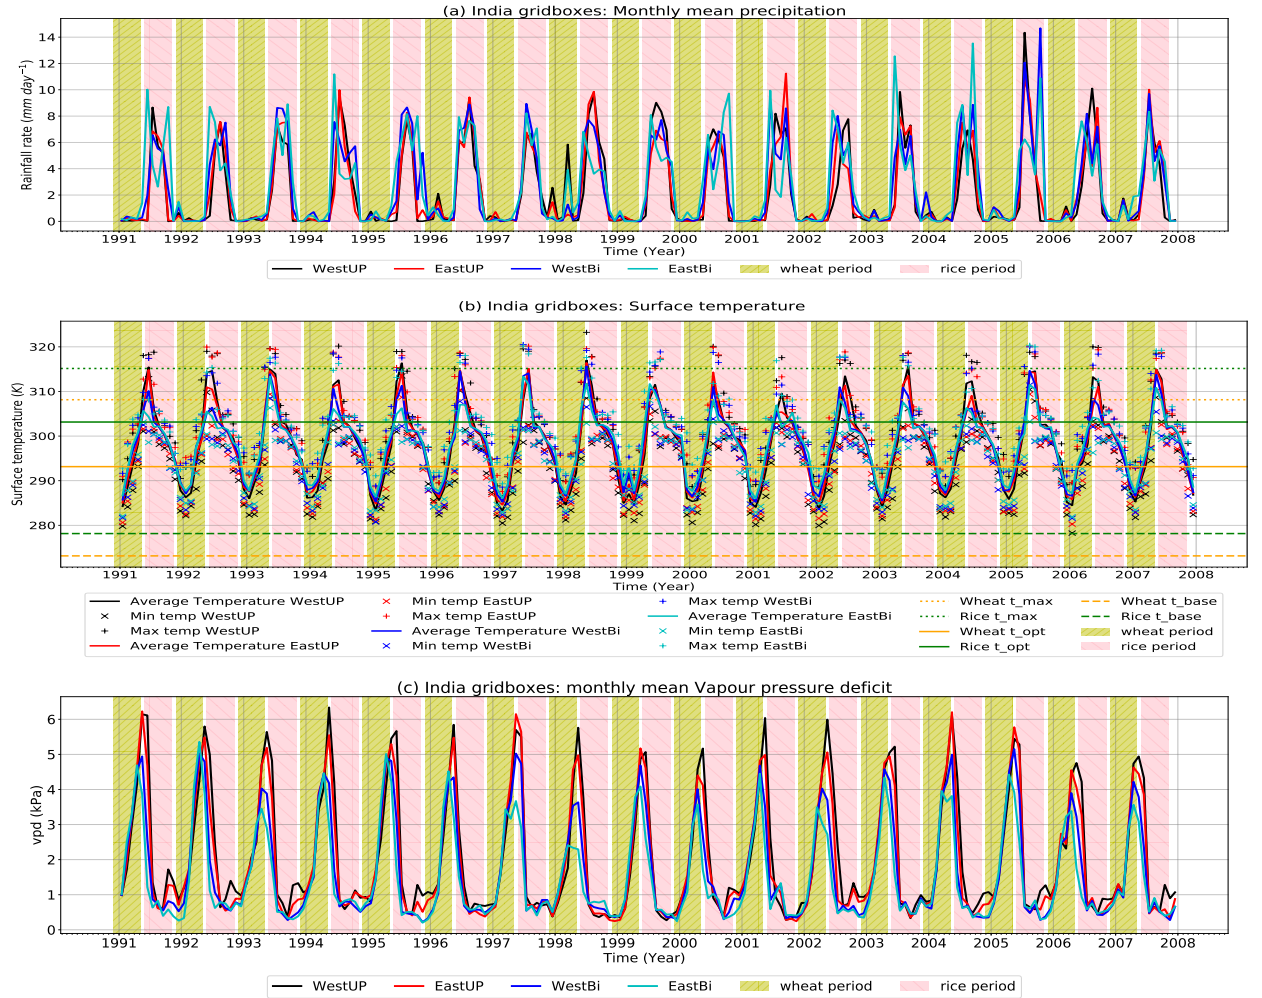 (a) India gridboxes: Monthly mean precipitation
Rainfall rate (mm day⁻¹)
14
12
10
8
6
4
2
0
1991 1992 1993 1994 1995 1996 1997 1998 1999 2000 2001 2002 2003 2004 2005 2006 2007 2008
Time (Year)
WestUP EastUP WestBi EastBi wheat period rice period
(b) India gridboxes: Surface temperature
Surface temperature (K)
320
310
300
290
280
1991 1992 1993 1994 1995 1996 1997 1998 1999 2000 2001 2002 2003 2004 2005 2006 2007 2008
Time (Year)
Average Temperature WestUP Min temp EastUP Max temp WestBi Wheat t_max Wheat t_base
Min temp WestUP Max temp EastUP Average Temperature EastBi Rice t_max Rice t_base
Max temp WestUP Average Temperature WestBi Min temp EastBi Wheat t_opt wheat period
Average Temperature EastUP Min temp WestBi Max temp EastBi Rice t_opt rice period
(c) India gridboxes: monthly mean Vapour pressure deficit
vpd (kPa)
6
5
4
3
2
1
0
1991 1992 1993 1994 1995 1996 1997 1998 1999 2000 2001 2002 2003 2004 2005 2006 2007 2008
Time (Year)
WestUP EastUP WestBi EastBi wheat period rice period